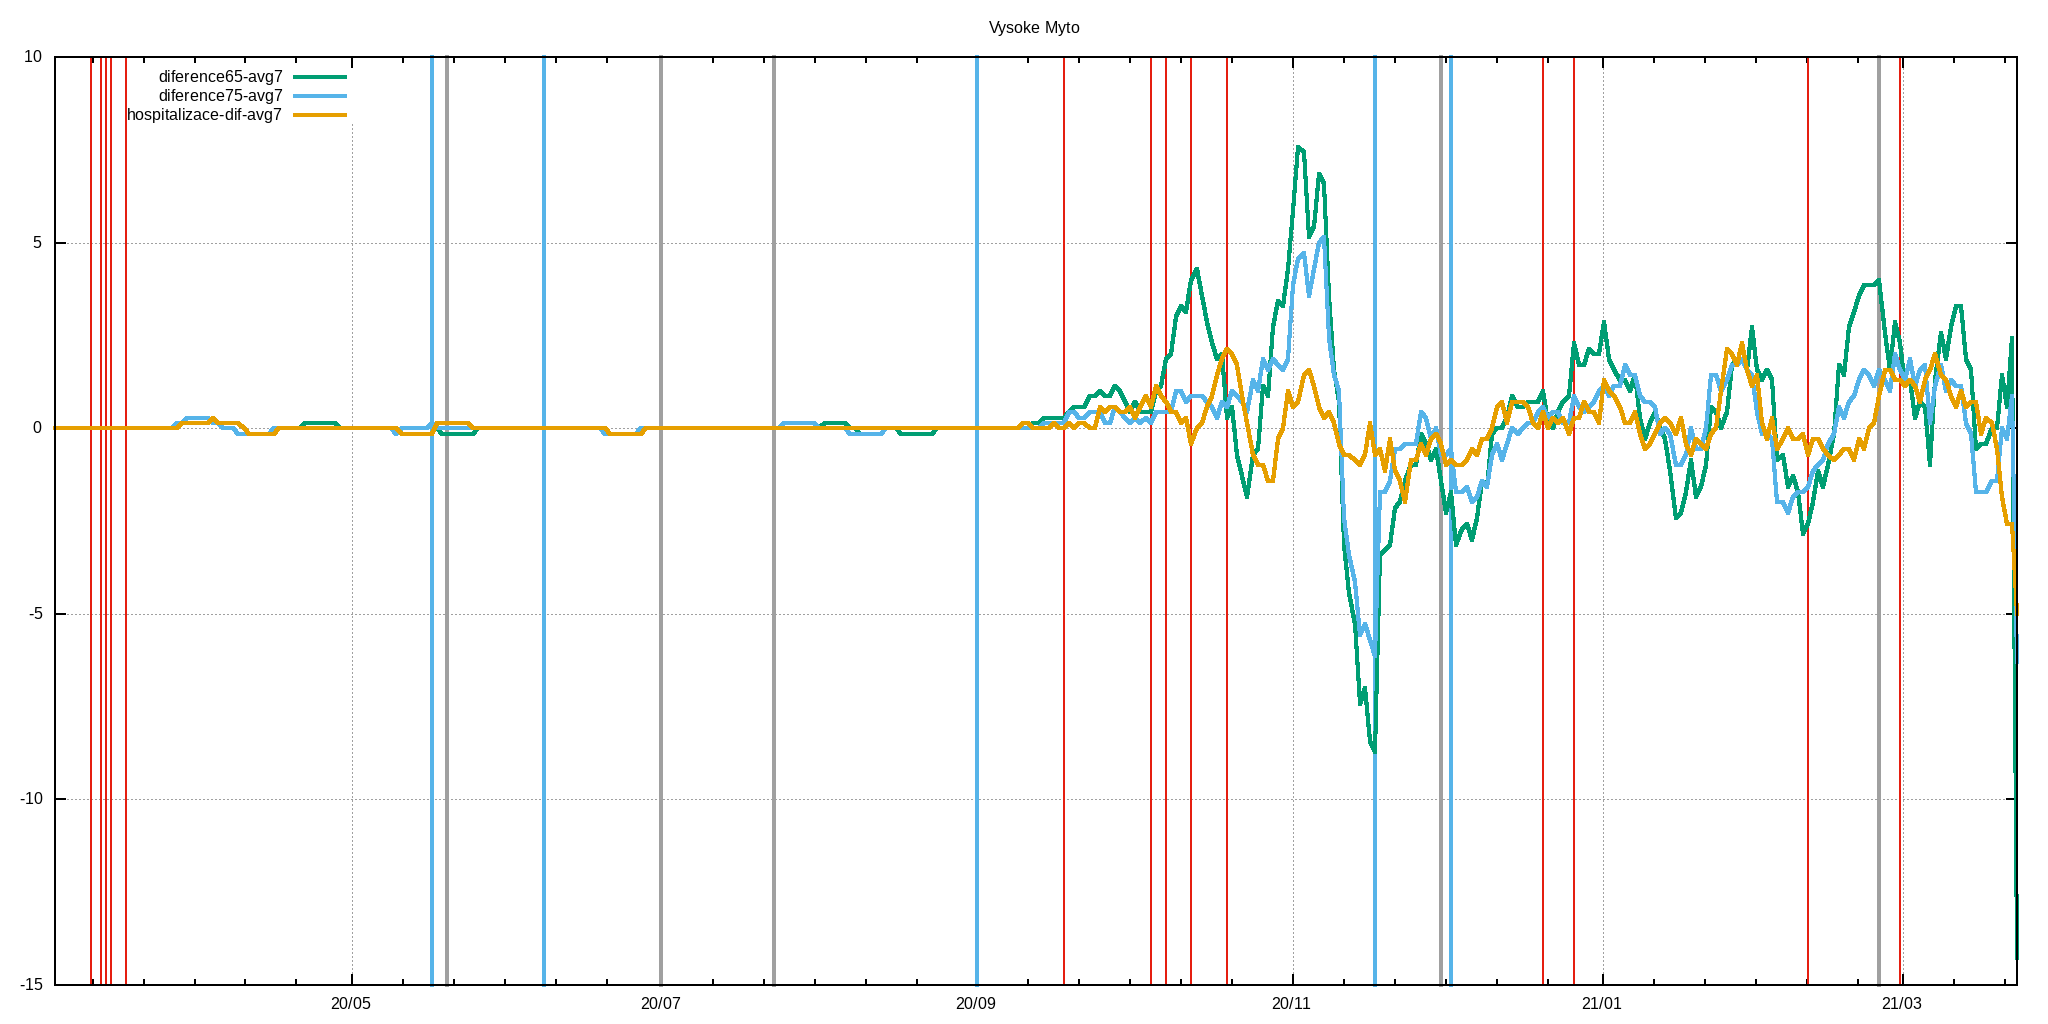 Vysoke Myto
10
diference65-avg7
diference75-avg7
hospitalizace-dif-avg7
5
0
-5
-10
-15
20/05 20/07 20/09 20/11 21/01 21/03